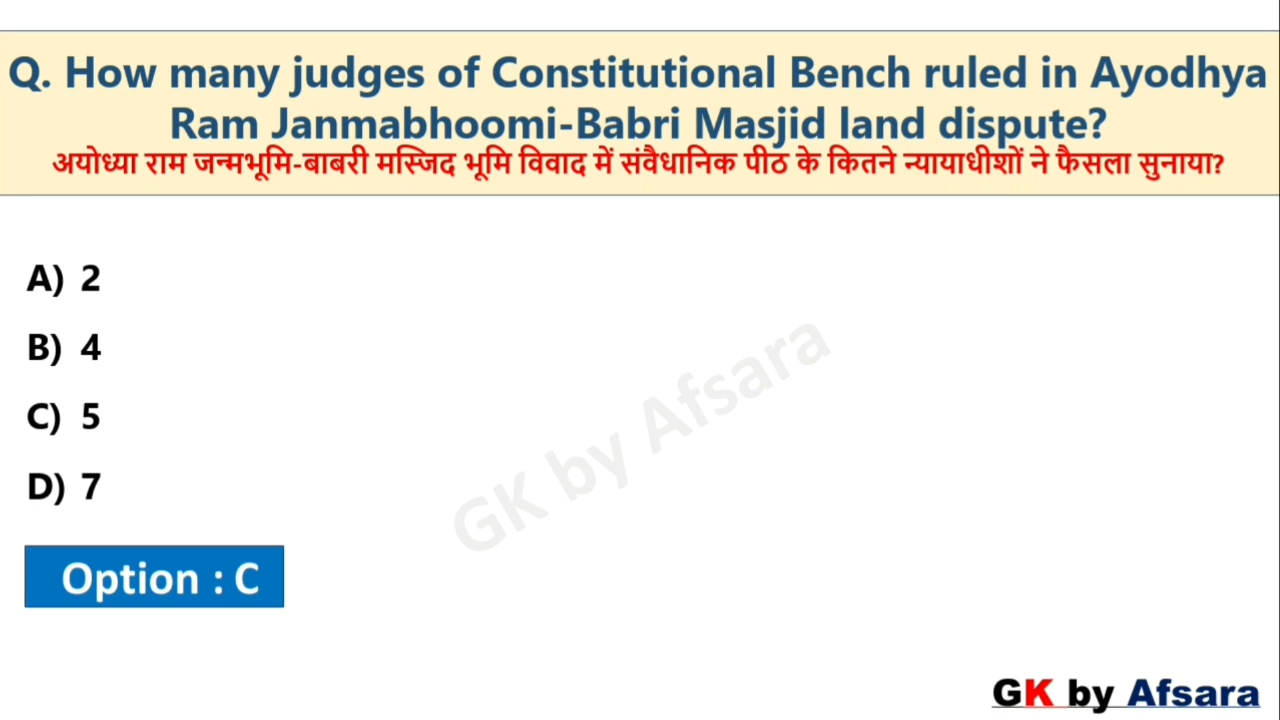 Q. How many judges of Constitutional Bench ruled in Ayodhya
Ram Janmabhoomi-Babri Masjid land dispute?
अयोध्या राम जन्मभूमि-बाबरी मस्जिद भूमि विवाद में संवैधानिक पीठ के कितने न्यायाधीशों ने फैसला सुनाया?
A) 2
B) 4
C) 5
D) 7
GK by Afsara
Option : C
GK by Afsara